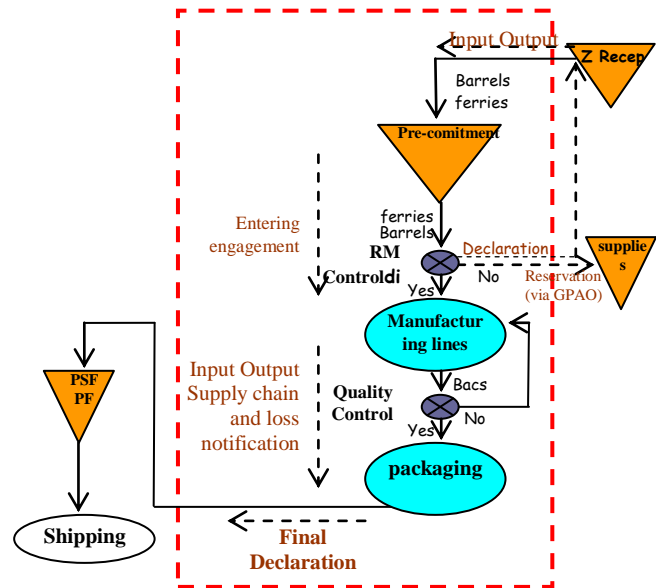 Input Output
Z Recep
Barrels
ferries
Pre-comitment
Entering
engagement
ferries
Barrels
RM
Controldi
Declaration
No
Reservation
(via GPAO)
supplie
s
Yes
Manufactur
ing lines
Input Output
Supply chain
and loss
notification
Bacs
Quality
Control
No
Yes
PSF
PF
packaging
Shipping
Final
Declaration